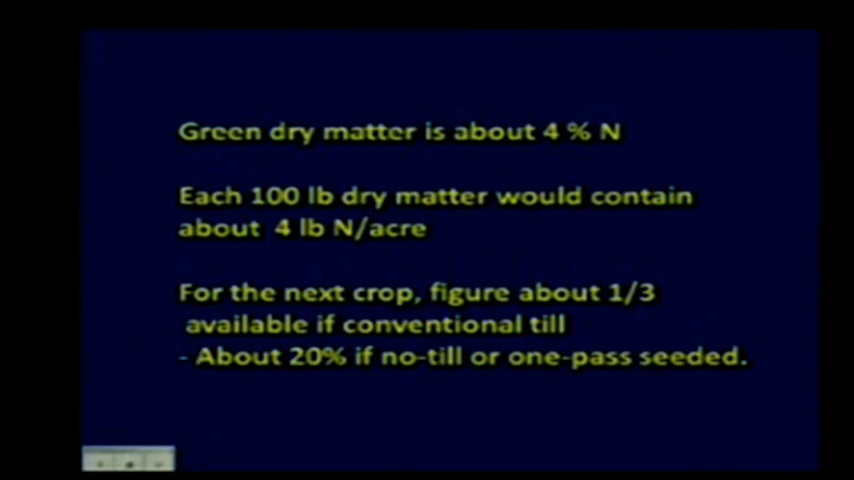 Green dry matter is about 4 % N
Each 100 lb dry matter would contain
about 4 lb N/acre
For the next crop, figure about 1/3
available if conventional till
- About 20% if no-till or one-pass seeded.